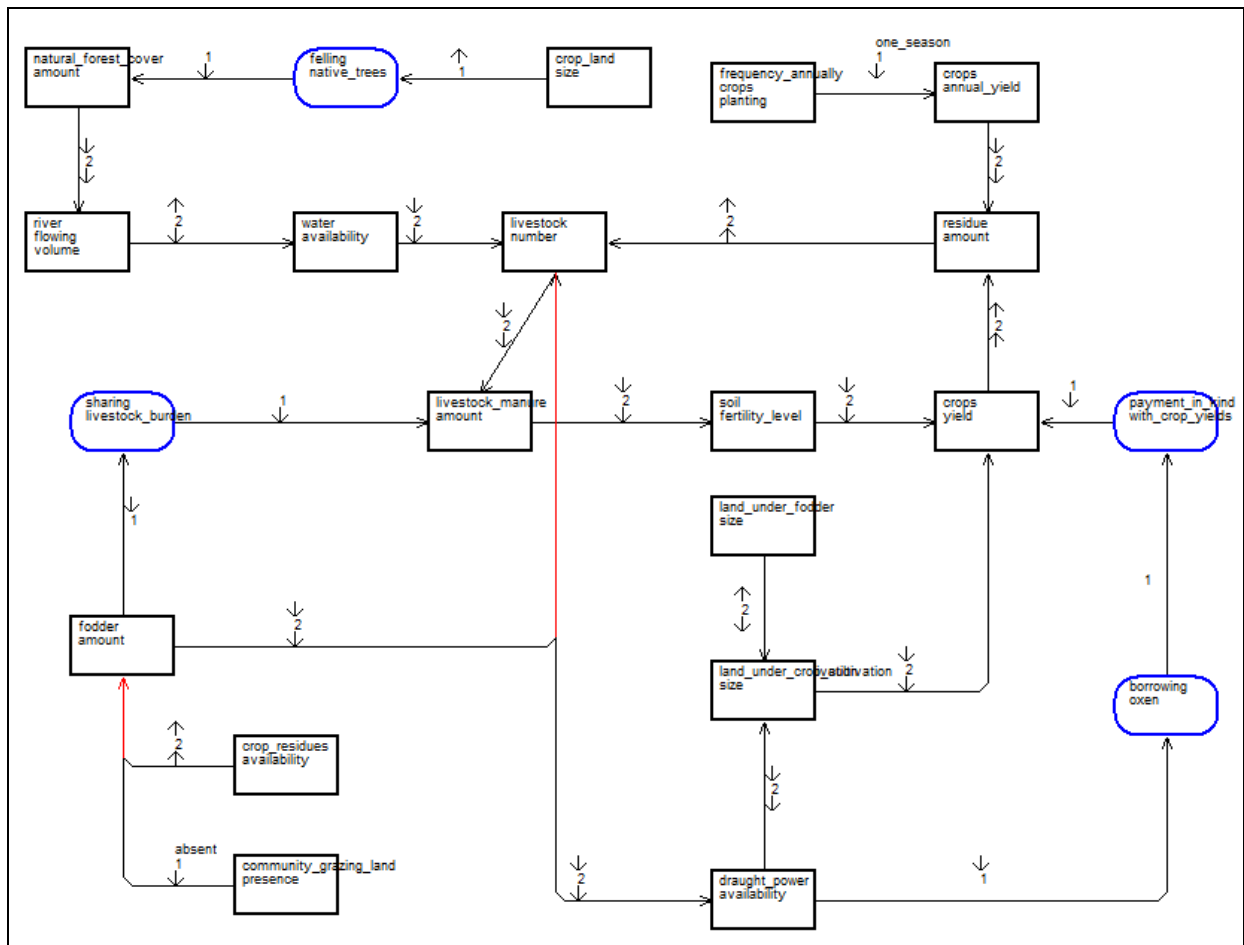 one_season
1
1
1
natural_forest_cover
amount
felling
native_trees
crop_land
size
frequency_annually
crops
planting
crops
annual_yield
2
2
river
flowing
volume
2
water
availability
2
livestock
number
2
residue
amount
2
2
sharing
livestock_burden
1
livestock_manure
amount
2
soil
fertility_level
2
crops
yield
1
payment_in_kind
with_crop_yields
1
land_under_fodder
size
1
2
fodder
amount
2
land_under_crop
size
2
borrowing
oxen
2
crop_residues
availability
2
absent
1
community_grazing_land
presence
2
draught_power
availability
1